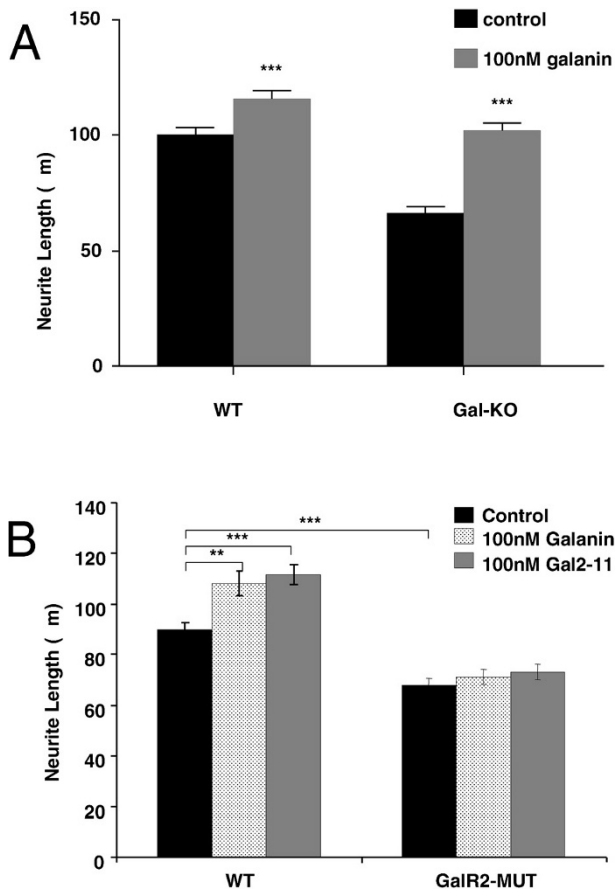 A
control
100nM galanin
Neurite Length ( m)
150
100
50
0
***
***
WT
Gal-KO
B
Control
100nM Galanin
100nM Gal2-11
Neurite Length ( m)
140
120
100
80
60
40
20
0
***
***
**
WT
GalR2-MUT